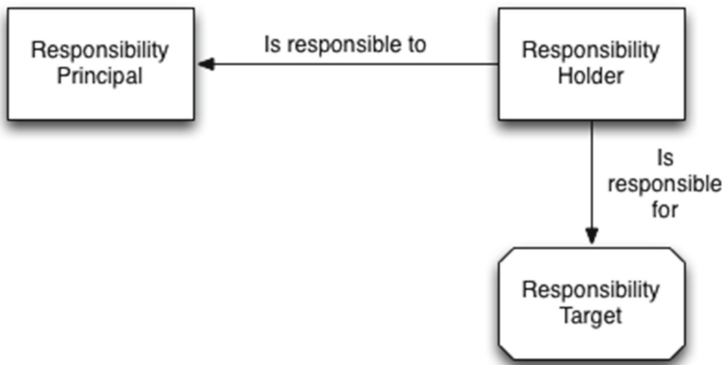 Responsibility
Principal
Is responsible to
Responsibility
Holder
Is
responsible
for
Responsibility
Target